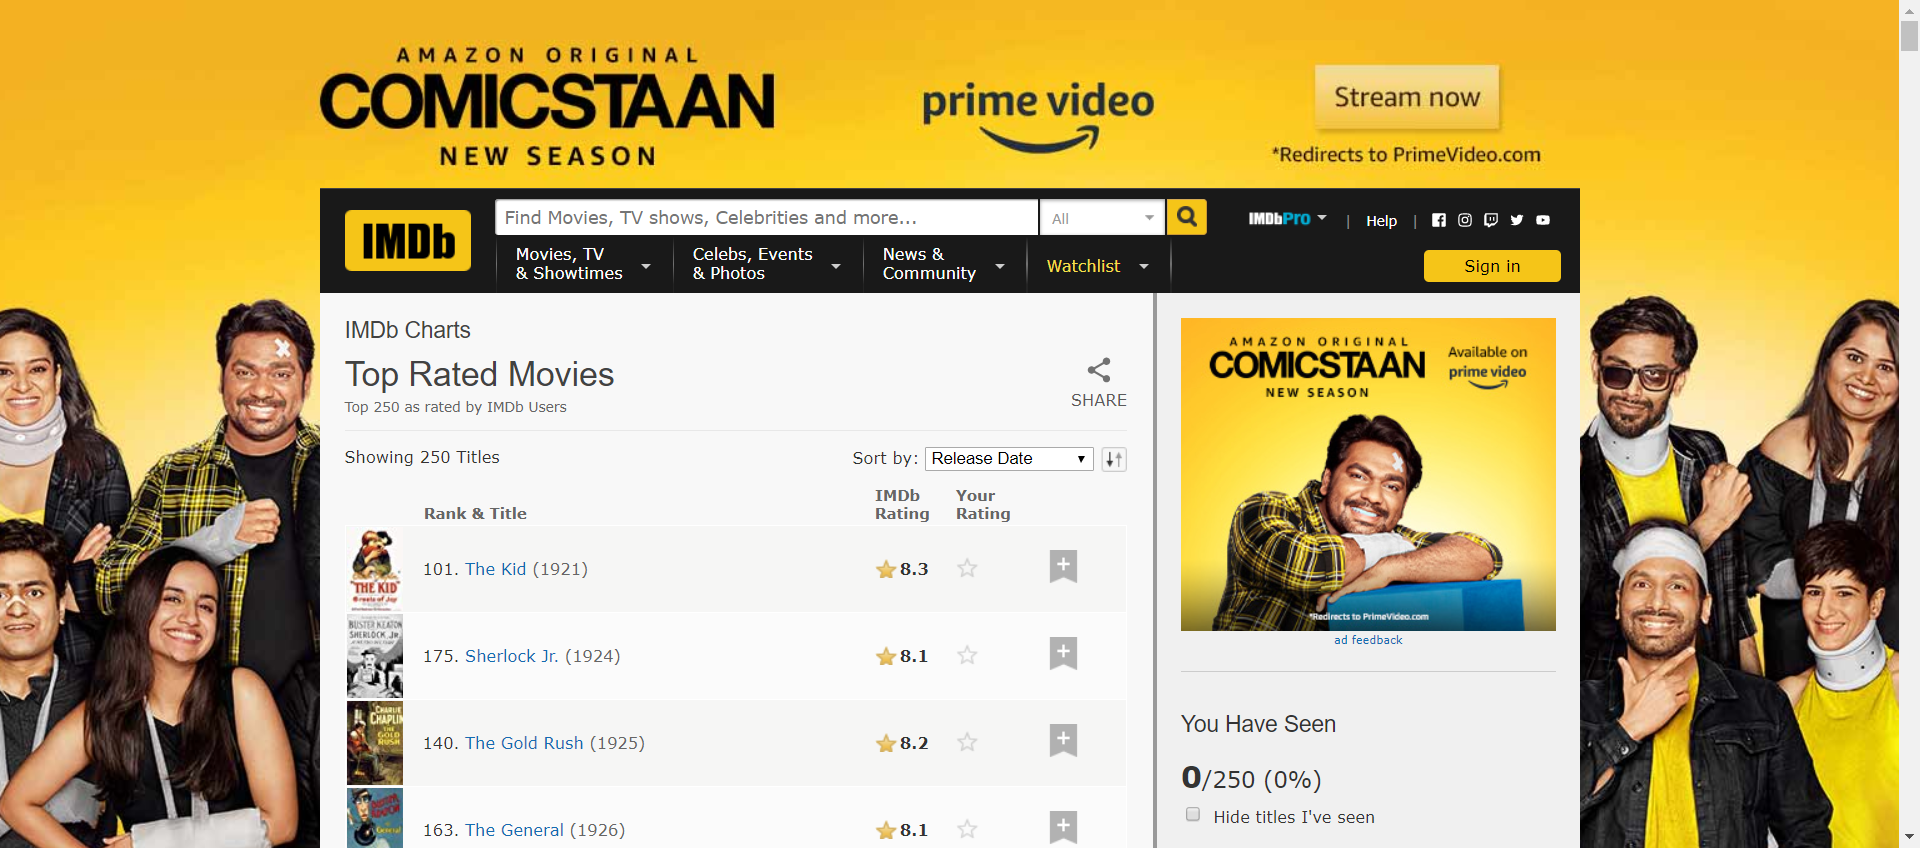 AMAZON ORIGINAL
COMICSTAAN
NEW SEASON
prime video
Stream now
*Redirects to PrimeVideo.com
IMDb
Find Movies, TV shows, Celebrities and more...
All
IMDbPro
|
Help
|
Movies, TV
& Showtimes
Celebs, Events
& Photos
News &
Community
Watchlist
Sign in
IMDb Charts
Top Rated Movies
Top 250 as rated by IMDb Users
SHARE
Showing 250 Titles
Sort by: Release Date
Rank & Title
IMDb
Rating
Your
Rating
THE KID
101. The Kid (1921)
8.3
BUSTER KEATON
SHERLOCK JR.
175. Sherlock Jr. (1924)
8.1
CHARLIE
CHAPLIN
THE
GOLD
RUSH
140. The Gold Rush (1925)
8.2
163. The General (1926)
8.1
AMAZON ORIGINAL
COMICSTAAN
NEW SEASON
Available on
prime video
*Redirects to PrimeVideo.com
ad feedback
You Have Seen
0/250 (0%)
Hide titles I've seen